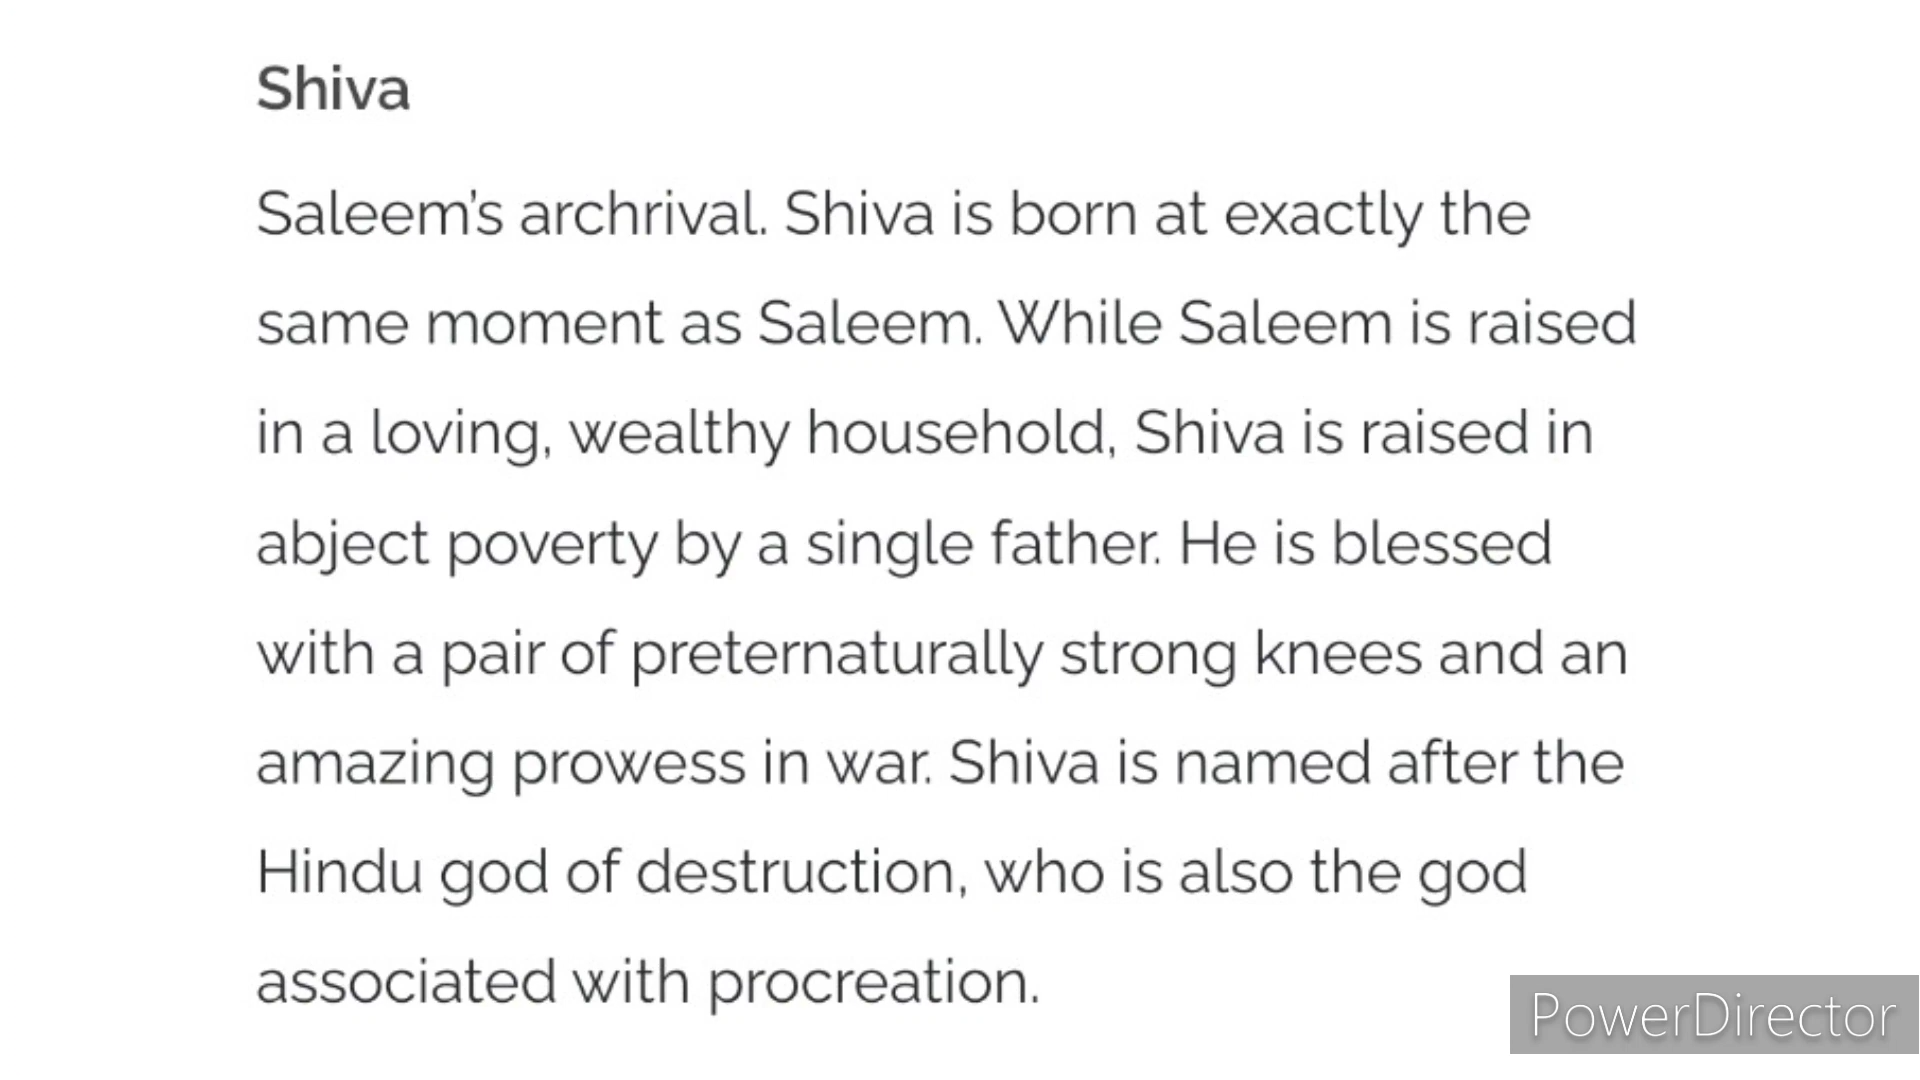 Shiva
Saleem's archrival. Shiva is born at exactly the
same moment as Saleem. While Saleem is raised
in a loving, wealthy household, Shiva is raised in
abject poverty by a single father. He is blessed
with a pair of preternaturally strong knees and an
amazing prowess in war. Shiva is named after the
Hindu god of destruction, who is also the god
associated with procreation.
PowerDirector